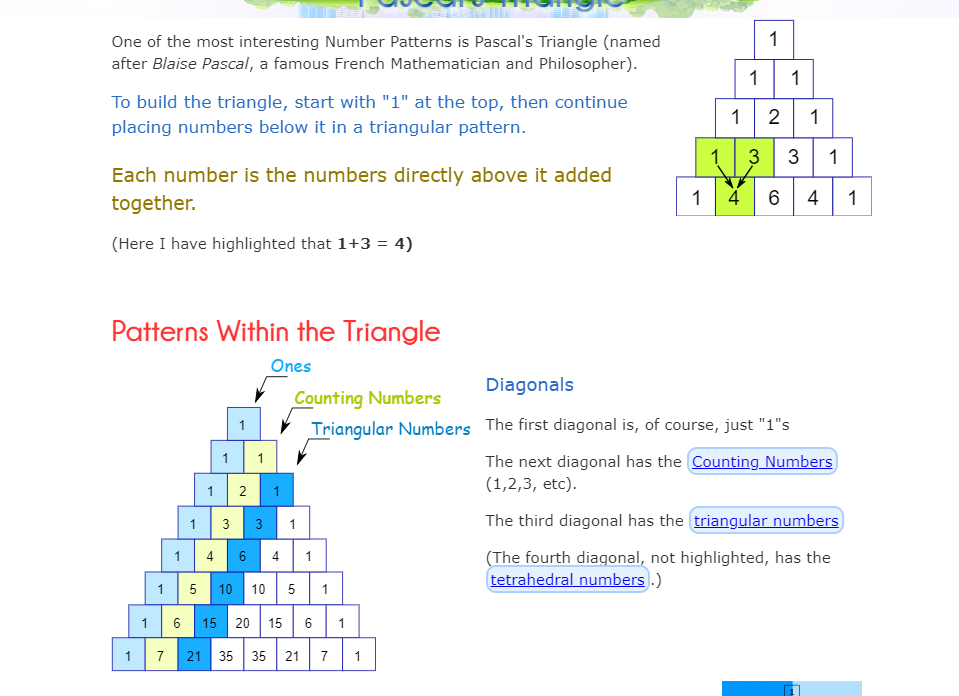 Pascal's Triangle
One of the most interesting Number Patterns is Pascal's Triangle (named
after Blaise Pascal, a famous French Mathematician and Philosopher).
To build the triangle, start with "1" at the top, then continue
placing numbers below it in a triangular pattern.
Each number is the numbers directly above it added
together.
(Here I have highlighted that 1+3 = 4)
1
1 1
1 2 1
1 3 3 1
1 4 6 4 1
Patterns Within the Triangle
Ones
Counting Numbers
Triangular Numbers
1
1 1
1 2 1
1 3 3 1
1 4 6 4 1
1 5 10 10 5 1
1 6 15 20 15 6 1
1 7 21 35 35 21 7 1
Diagonals
The first diagonal is, of course, just "1"s
The next diagonal has the Counting Numbers
(1,2,3, etc).
The third diagonal has the triangular numbers
(The fourth diagonal, not highlighted, has the
tetrahedral numbers.)
1